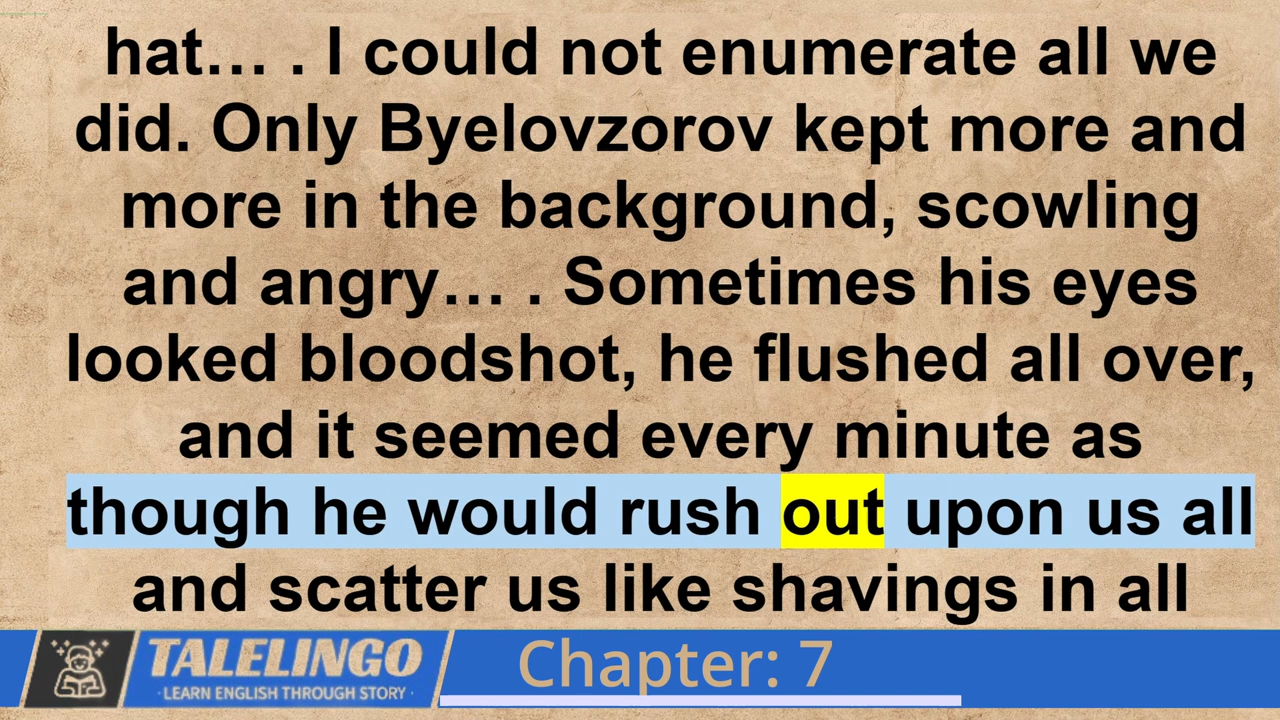 hat… . I could not enumerate all we
did. Only Byelovzorov kept more and
more in the background, scowling
and angry… . Sometimes his eyes
looked bloodshot, he flushed all over,
and it seemed every minute as
though he would rush out upon us all
and scatter us like shavings in all
TALELINGO
· LEARN ENGLISH THROUGH STORY ·
Chapter: 7